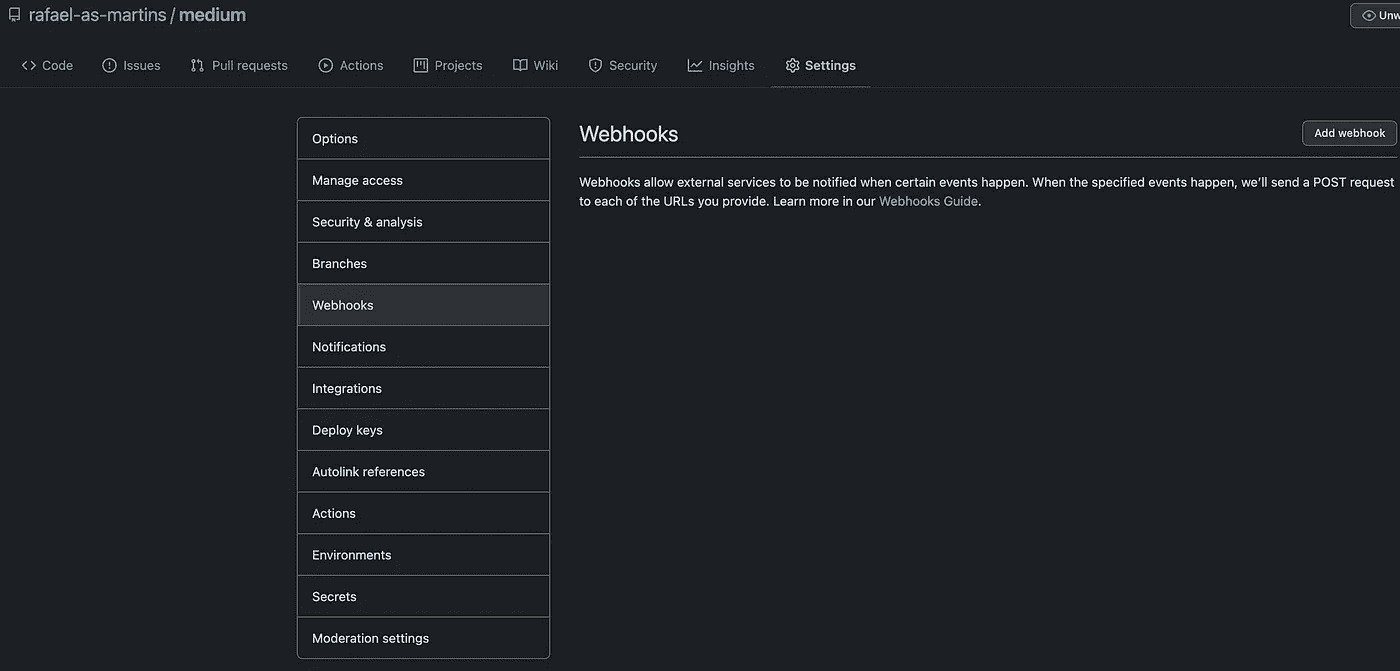 rafael-as-martins / medium
Code Issues Pull requests Actions Projects Wiki Security Insights Settings
Options
Manage access
Security & analysis
Branches
Webhooks
Notifications
Integrations
Deploy keys
Autolink references
Actions
Environments
Secrets
Moderation settings
Webhooks
Add webhook
Webhooks allow external services to be notified when certain events happen. When the specified events happen, we’ll send a POST request
to each of the URLs you provide. Learn more in our Webhooks Guide.